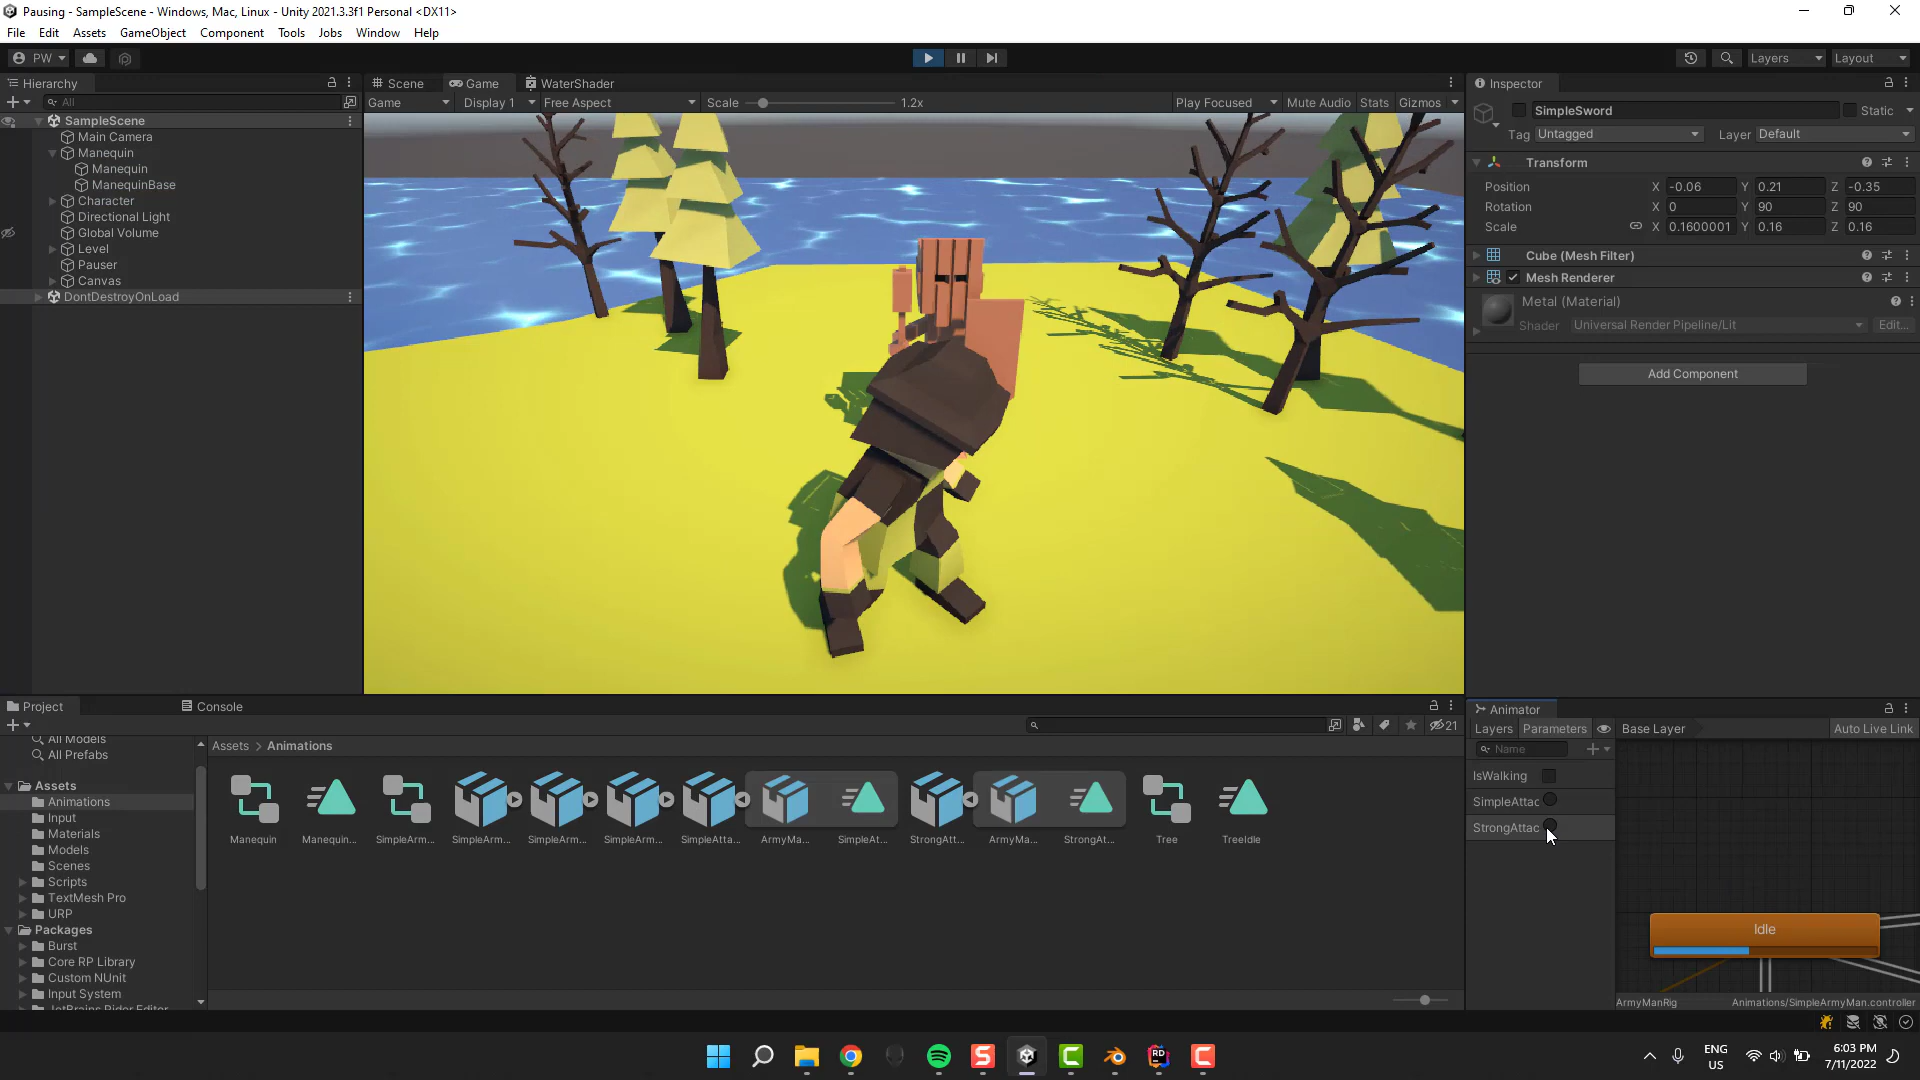 Pausing - SampleScene - Windows, Mac, Linux - Unity 2021.3.3f1 Personal <DX11>
File Edit Assets GameObject Component Tools Jobs Window Help
PW Layers Layout
Hierarchy
All
SampleScene
Main Camera
Manequin
Manequin
ManequinBase
Character
Directional Light
Global Volume
Level
Pauser
Canvas
DontDestroyOnLoad
Scene Game WaterShader
Game Display 1 Free Aspect Scale 1.2x Play Focused Mute Audio Stats Gizmos
Inspector
SimpleSword Static
Tag Untagged Layer Default
Transform
Position X -0.06 Y 0.21 Z -0.35
Rotation X 0 Y 90 Z 90
Scale X 0.1600001 Y 0.16 Z 0.16
Cube (Mesh Filter)
Mesh Renderer
Metal (Material)
Shader Universal Render Pipeline/Lit Edit...
Add Component
Project Console
21
All Models
All Prefabs
Assets
Animations
Input
Materials
Models
Scenes
Scripts
TextMesh Pro
URP
Packages
Burst
Core RP Library
Custom NUnit
Input System
JetBrains Rider Editor
Assets > Animations
Manequin Manequin... SimpleArm... SimpleArm... SimpleArm... SimpleArm... SimpleAtta... ArmyMa... SimpleAt... StrongAtt... ArmyMa... StrongAt... Tree TreeIdle
Animator
Layers Parameters Base Layer Auto Live Link
Name
IsWalking
SimpleAttac
StrongAttac
Idle
ArmyManRig Animations/SimpleArmyMan.controller
ENG
US
6:03 PM
7/11/2022